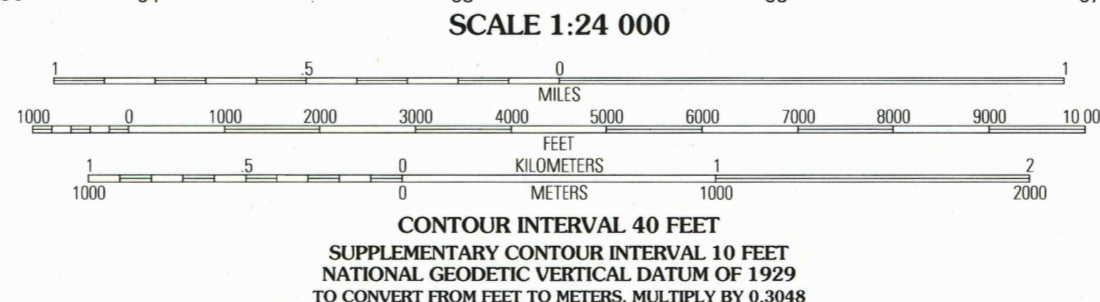 SCALE 1:24 000
1 .5 0 1
MILES
1000 0 1000 2000 3000 4000 5000 6000 7000 8000 9000 10 00
FEET
1 .5 0 KILOMETERS 1 2
1000 0 METERS 1000 2000
CONTOUR INTERVAL 40 FEET
SUPPLEMENTARY CONTOUR INTERVAL 10 FEET
NATIONAL GEODETIC VERTICAL DATUM OF 1929
TO CONVERT FROM FEET TO METERS, MULTIPLY BY 0.3048